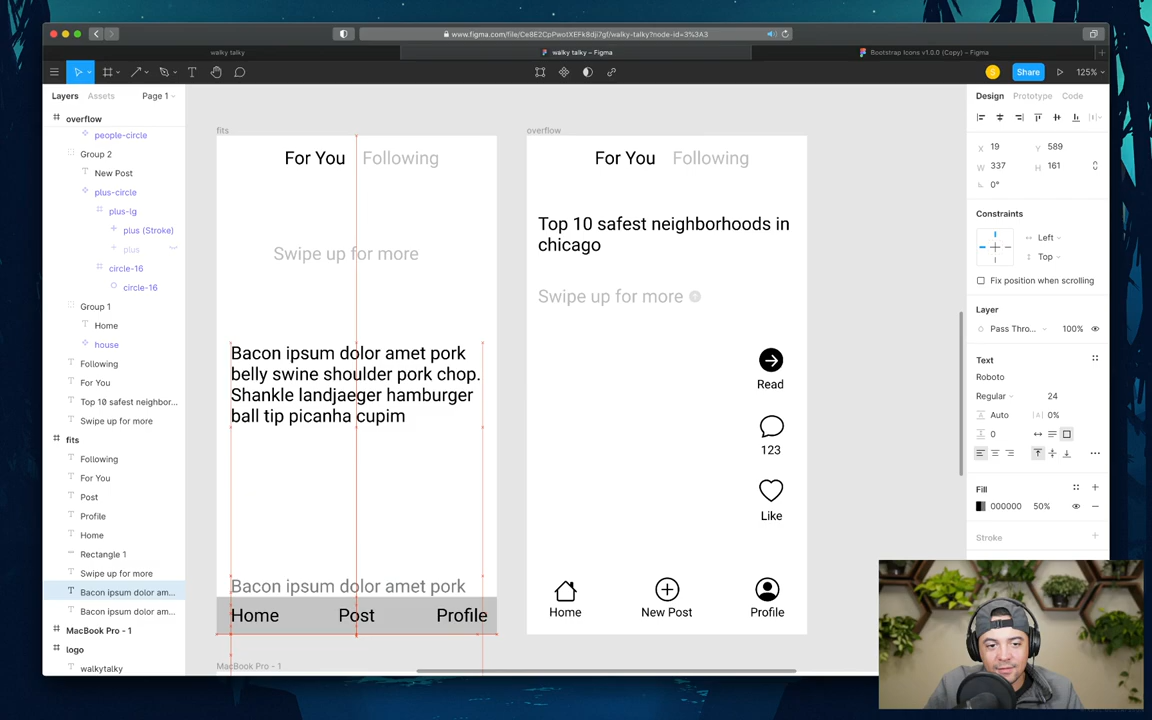 www.figma.com/file/CeBE2CpPwotXEFk8dji7gf/walky-talky?node-id=3%3A3
walky talky
walky talky – Figma
Bootstrap Icons v1.0.0 (Copy) – Figma
S
Share
125%
Layers
Assets
Page 1
overflow
people-circle
Group 2
New Post
plus-circle
plus-lg
plus (Stroke)
plus
circle-16
circle-16
Group 1
Home
house
Following
For You
Top 10 safest neighbor...
Swipe up for more
fits
Following
For You
Post
Profile
Home
Rectangle 1
Swipe up for more
Bacon ipsum dolor am...
Bacon ipsum dolor am...
MacBook Pro - 1
logo
walkytalky
fits
For You Following
Swipe up for more
Bacon ipsum dolor amet pork
belly swine shoulder pork chop.
Shankle landjaeger hamburger
ball tip picanha cupim
Bacon ipsum dolor amet pork
Home Post Profile
MacBook Pro - 1
overflow
For You Following
Top 10 safest neighborhoods in
chicago
Swipe up for more
Read
123
Like
Home New Post Profile
Design Prototype Code
X 19 Y 589
W 337 H 161
0°
Constraints
Left
Top
Fix position when scrolling
Layer
Pass Thro... 100%
Text
Roboto
Regular 24
Auto 0%
0
Fill
000000 50%
Stroke